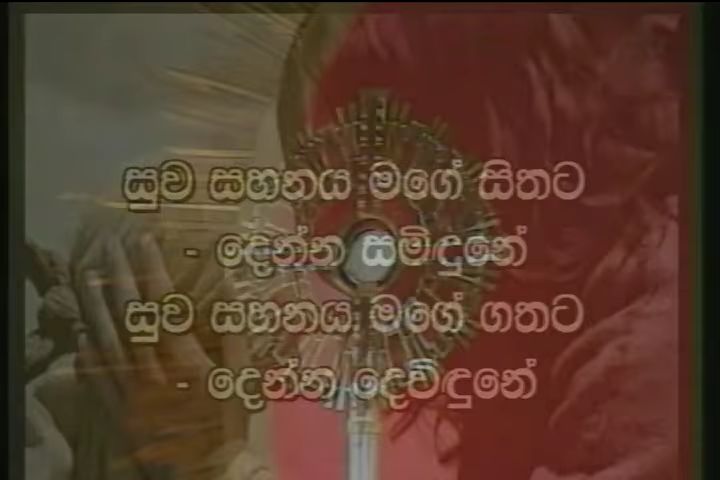 සුව සහනය මගේ සිතට
- දෙන්න සමිදුනේ
සුව සහනය මගේ ගතට
- දෙන්න දෙවිඳුනේ